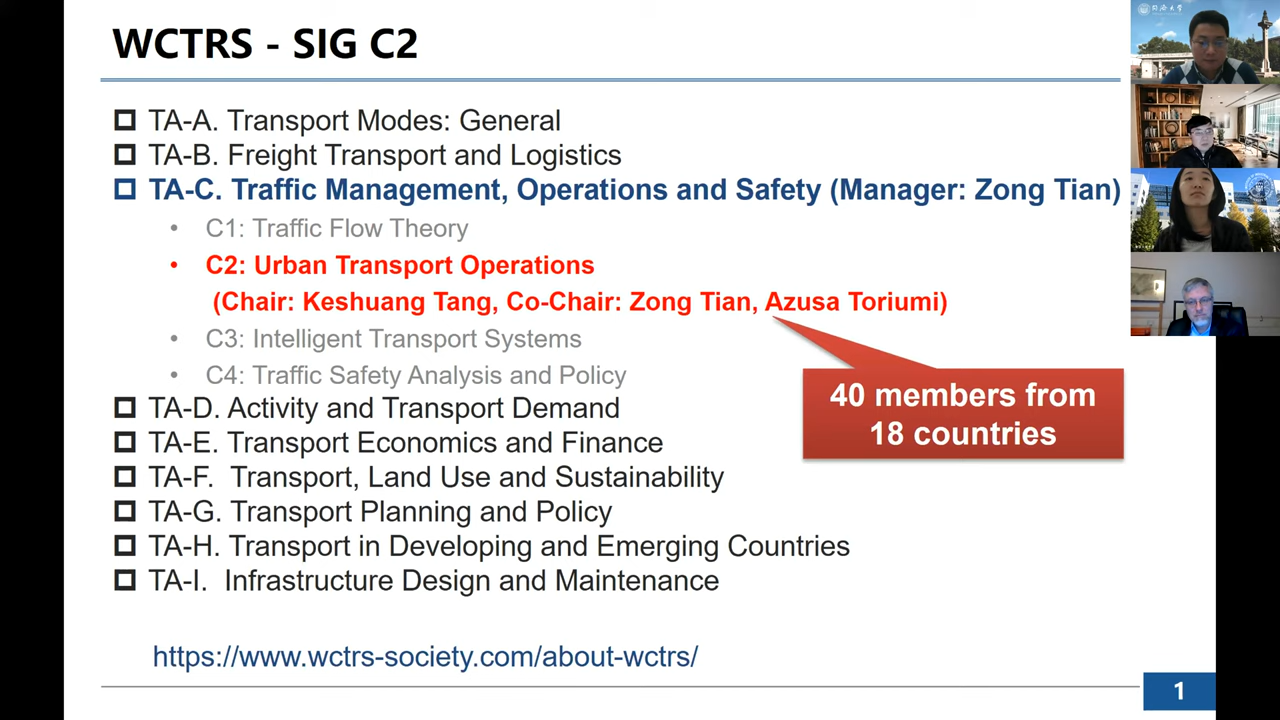 WCTRS - SIG C2
TA-A. Transport Modes: General
TA-B. Freight Transport and Logistics
TA-C. Traffic Management, Operations and Safety (Manager: Zong Tian)
• C1: Traffic Flow Theory
• C2: Urban Transport Operations
(Chair: Keshuang Tang, Co-Chair: Zong Tian, Azusa Toriumi)
• C3: Intelligent Transport Systems
• C4: Traffic Safety Analysis and Policy
40 members from
18 countries
TA-D. Activity and Transport Demand
TA-E. Transport Economics and Finance
TA-F. Transport, Land Use and Sustainability
TA-G. Transport Planning and Policy
TA-H. Transport in Developing and Emerging Countries
TA-I. Infrastructure Design and Maintenance
https://www.wctrs-society.com/about-wctrs/
1